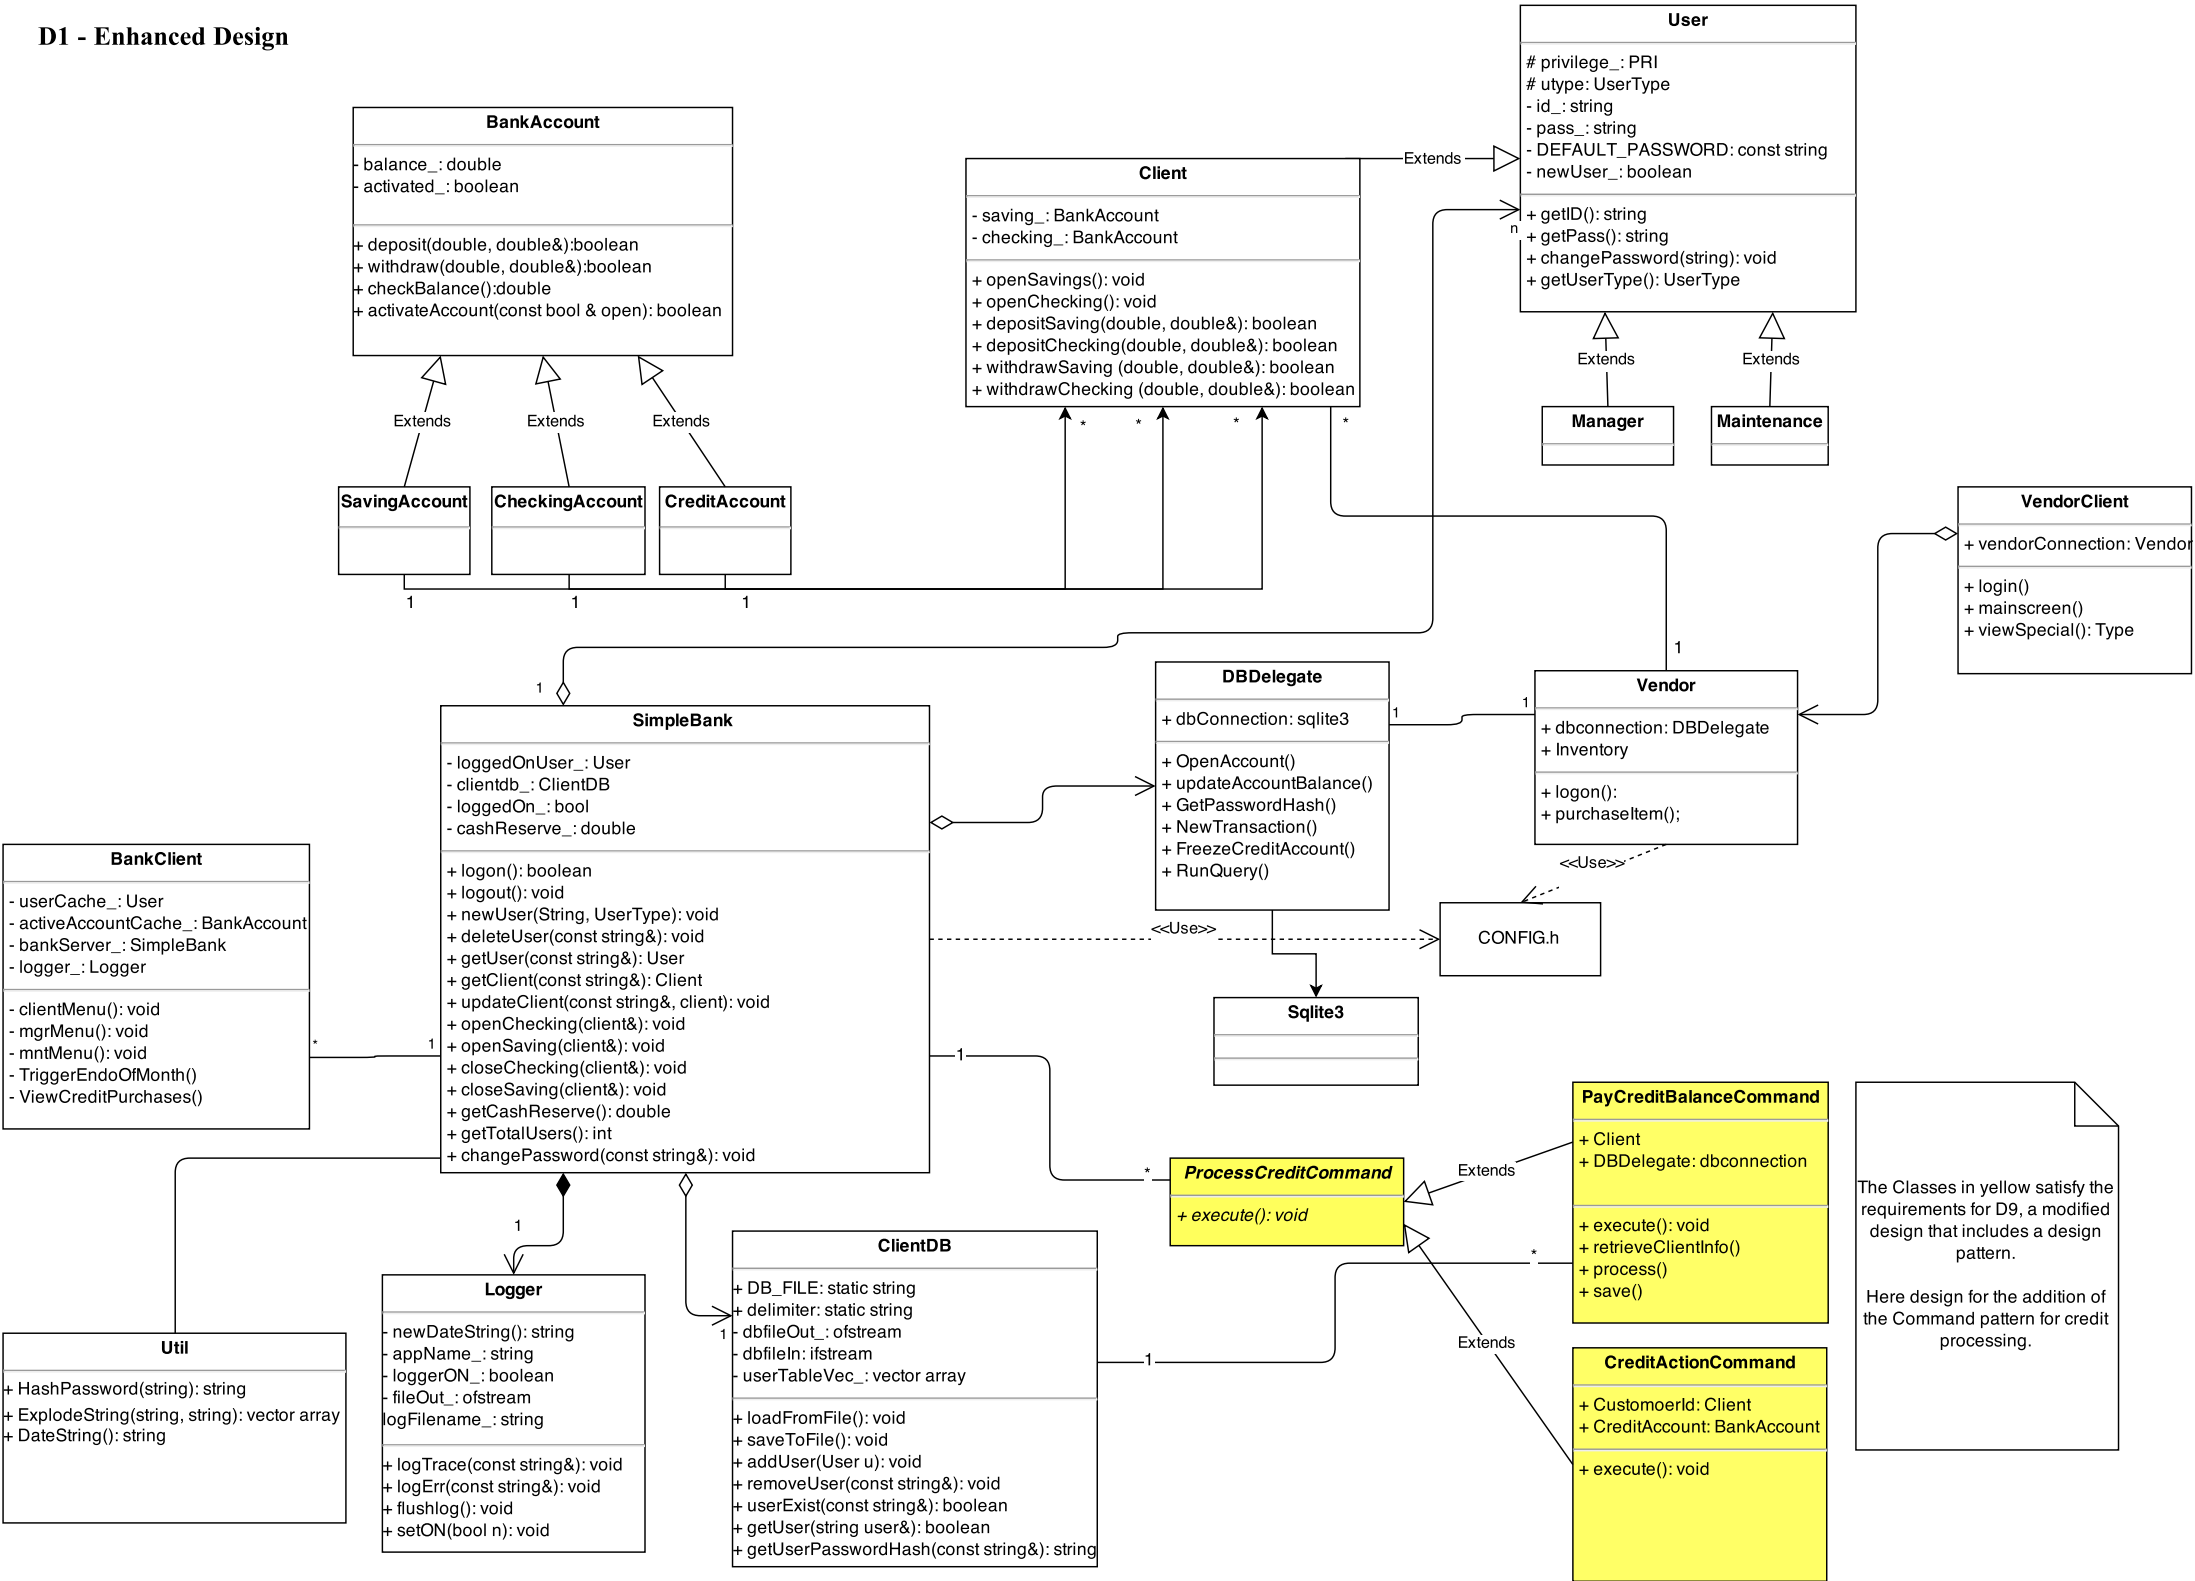 D1 - Enhanced Design
User
# privilege_: PRI
# utype: UserType
- id_: string
- pass_: string
- DEFAULT_PASSWORD: const string
- newUser_: boolean
+ getID(): string
+ getPass(): string
+ changePassword(string): void
+ getUserType(): UserType
n
BankAccount
- balance_: double
- activated_: boolean
+ deposit(double, double&):boolean
+ withdraw(double, double&):boolean
+ checkBalance():double
+ activateAccount(const bool & open): boolean
Client
- saving_: BankAccount
- checking_: BankAccount
+ openSavings(): void
+ openChecking(): void
+ depositSaving(double, double&): boolean
+ depositChecking(double, double&): boolean
+ withdrawSaving (double, double&): boolean
+ withdrawChecking (double, double&): boolean
Extends
Extends
Extends
Manager
Maintenance
Extends
Extends
Extends
* * * *
SavingAccount
CheckingAccount
CreditAccount
1 1 1
VendorClient
+ vendorConnection: Vendor
+ login()
+ mainscreen()
+ viewSpecial(): Type
1
Vendor
+ dbconnection: DBDelegate
+ Inventory
+ logon():
+ purchaseItem();
1
1
DBDelegate
+ dbConnection: sqlite3
+ OpenAccount()
+ updateAccountBalance()
+ GetPasswordHash()
+ NewTransaction()
+ FreezeCreditAccount()
+ RunQuery()
<<Use>>
<<Use>>
CONFIG.h
Sqlite3
1
SimpleBank
- loggedOnUser_: User
- clientdb_: ClientDB
- loggedOn_: bool
- cashReserve_: double
+ logon(): boolean
+ logout(): void
+ newUser(String, UserType): void
+ deleteUser(const string&): void
+ getUser(const string&): User
+ getClient(const string&): Client
+ updateClient(const string&, client): void
+ openChecking(client&): void
+ openSaving(client&): void
+ closeChecking(client&): void
+ closeSaving(client&): void
+ getCashReserve(): double
+ getTotalUsers(): int
+ changePassword(const string&): void
BankClient
- userCache_: User
- activeAccountCache_: BankAccount
- bankServer_: SimpleBank
- logger_: Logger
- clientMenu(): void
- mgrMenu(): void
- mntMenu(): void
- TriggerEndoOfMonth()
- ViewCreditPurchases()
*
1
1
*
ProcessCreditCommand
+ execute(): void
Extends
Extends
PayCreditBalanceCommand
+ Client
+ DBDelegate: dbconnection
+ execute(): void
+ retrieveClientInfo()
+ process()
+ save()
*
1
CreditActionCommand
+ CustomoerId: Client
+ CreditAccount: BankAccount
+ execute(): void
The Classes in yellow satisfy the
requirements for D9, a modified
design that includes a design
pattern.
Here design for the addition of
the Command pattern for credit
processing.
Util
+ HashPassword(string): string
+ ExplodeString(string, string): vector array
+ DateString(): string
1
Logger
- newDateString(): string
- appName_: string
- loggerON_: boolean
- fileOut_: ofstream
logFilename_: string
+ logTrace(const string&): void
+ logErr(const string&): void
+ flushlog(): void
+ setON(bool n): void
1
ClientDB
+ DB_FILE: static string
+ delimiter: static string
- dbfileOut_: ofstream
- dbfileIn: ifstream
- userTableVec_: vector array
+ loadFromFile(): void
+ saveToFile(): void
+ addUser(User u): void
+ removeUser(const string&): void
+ userExist(const string&): boolean
+ getUser(string user&): boolean
+ getUserPasswordHash(const string&): string